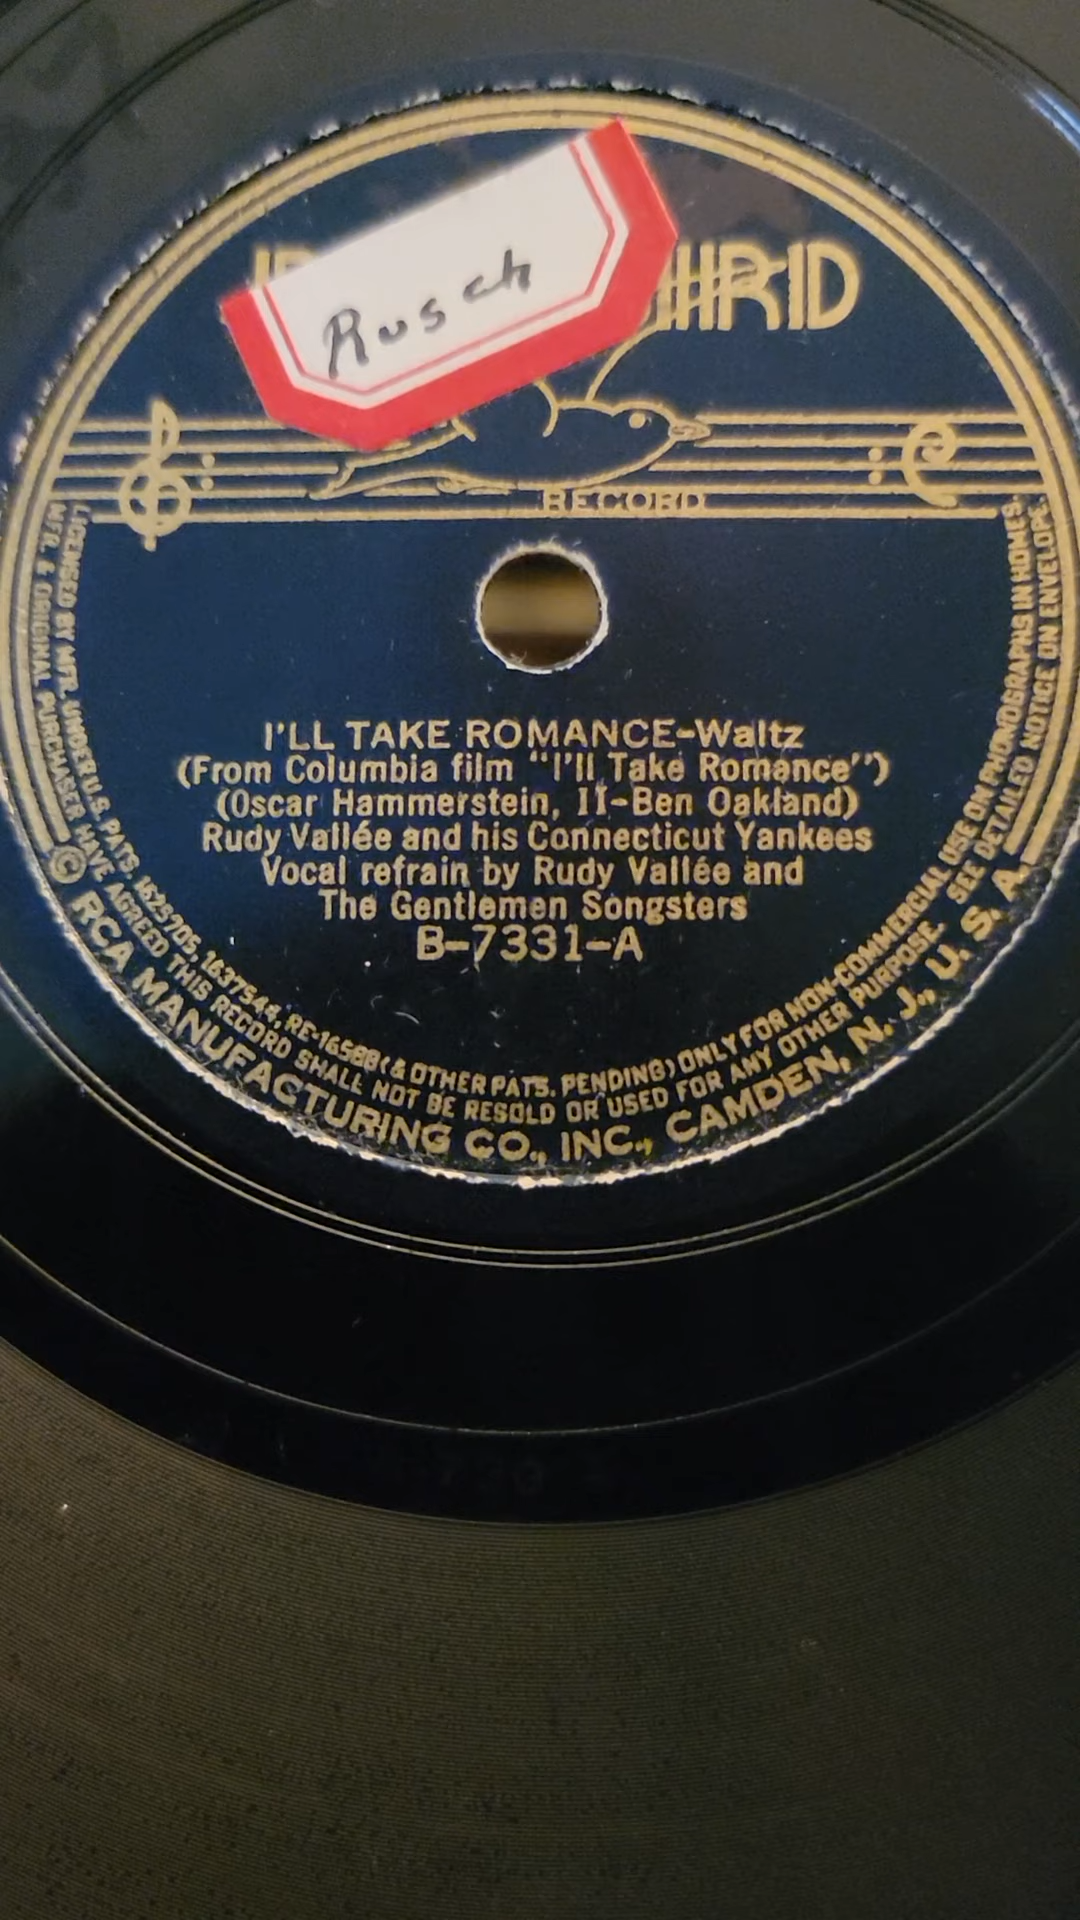 Rusch
RECORD
I'LL TAKE ROMANCE-Waltz
(From Columbia film "I'll Take Romance")
(Oscar Hammerstein, II-Ben Oakland)
Rudy Vallée and his Connecticut Yankees
Vocal refrain by Rudy Vallée and
The Gentlemen Songsters
B-7331-A
LICENSED BY MFR. UNDER U.S. PATS. 1625705, 1637544, RE-16588 (& OTHER PATS. PENDING) ONLY FOR NON-COMMERCIAL USE ON PHONOGRAPHS IN HOMES.
MFR. & ORIGINAL PURCHASER HAVE AGREED THIS RECORD SHALL NOT BE RESOLD OR USED FOR ANY OTHER PURPOSE. SEE DETAILED NOTICE ON ENVELOPE.
© RCA MANUFACTURING CO., INC., CAMDEN, N. J., U. S. A.